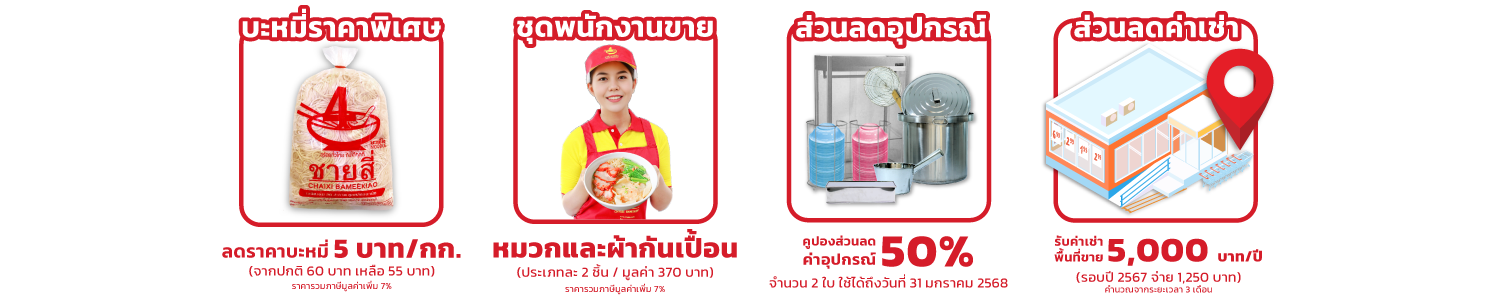 บะหมี่ราคาพิเศษ
ชายสี่
CHAIXI BAMEEKIAO
ลดราคาบะหมี่ 5 บาท/กก.
(จากปกติ 60 บาท เหลือ 55 บาท)
ราคารวมภาษีมูลค่าเพิ่ม 7%
ชุดพนักงานขาย
หมวกและผ้ากันเปื้อน
(ประเภทละ 2 ชิ้น / มูลค่า 370 บาท)
ราคารวมภาษีมูลค่าเพิ่ม 7%
ส่วนลดอุปกรณ์
คูปองส่วนลด
ค่าอุปกรณ์ 50%
จำนวน 2 ใบ ใช้ได้ถึงวันที่ 31 มกราคม 2568
ส่วนลดค่าเช่า
รับค่าเช่า
พื้นที่ขาย 5,000 บาท/ปี
(รอบปี 2567 จ่าย 1,250 บาท)
คำนวณจากระยะเวลา 3 เดือน